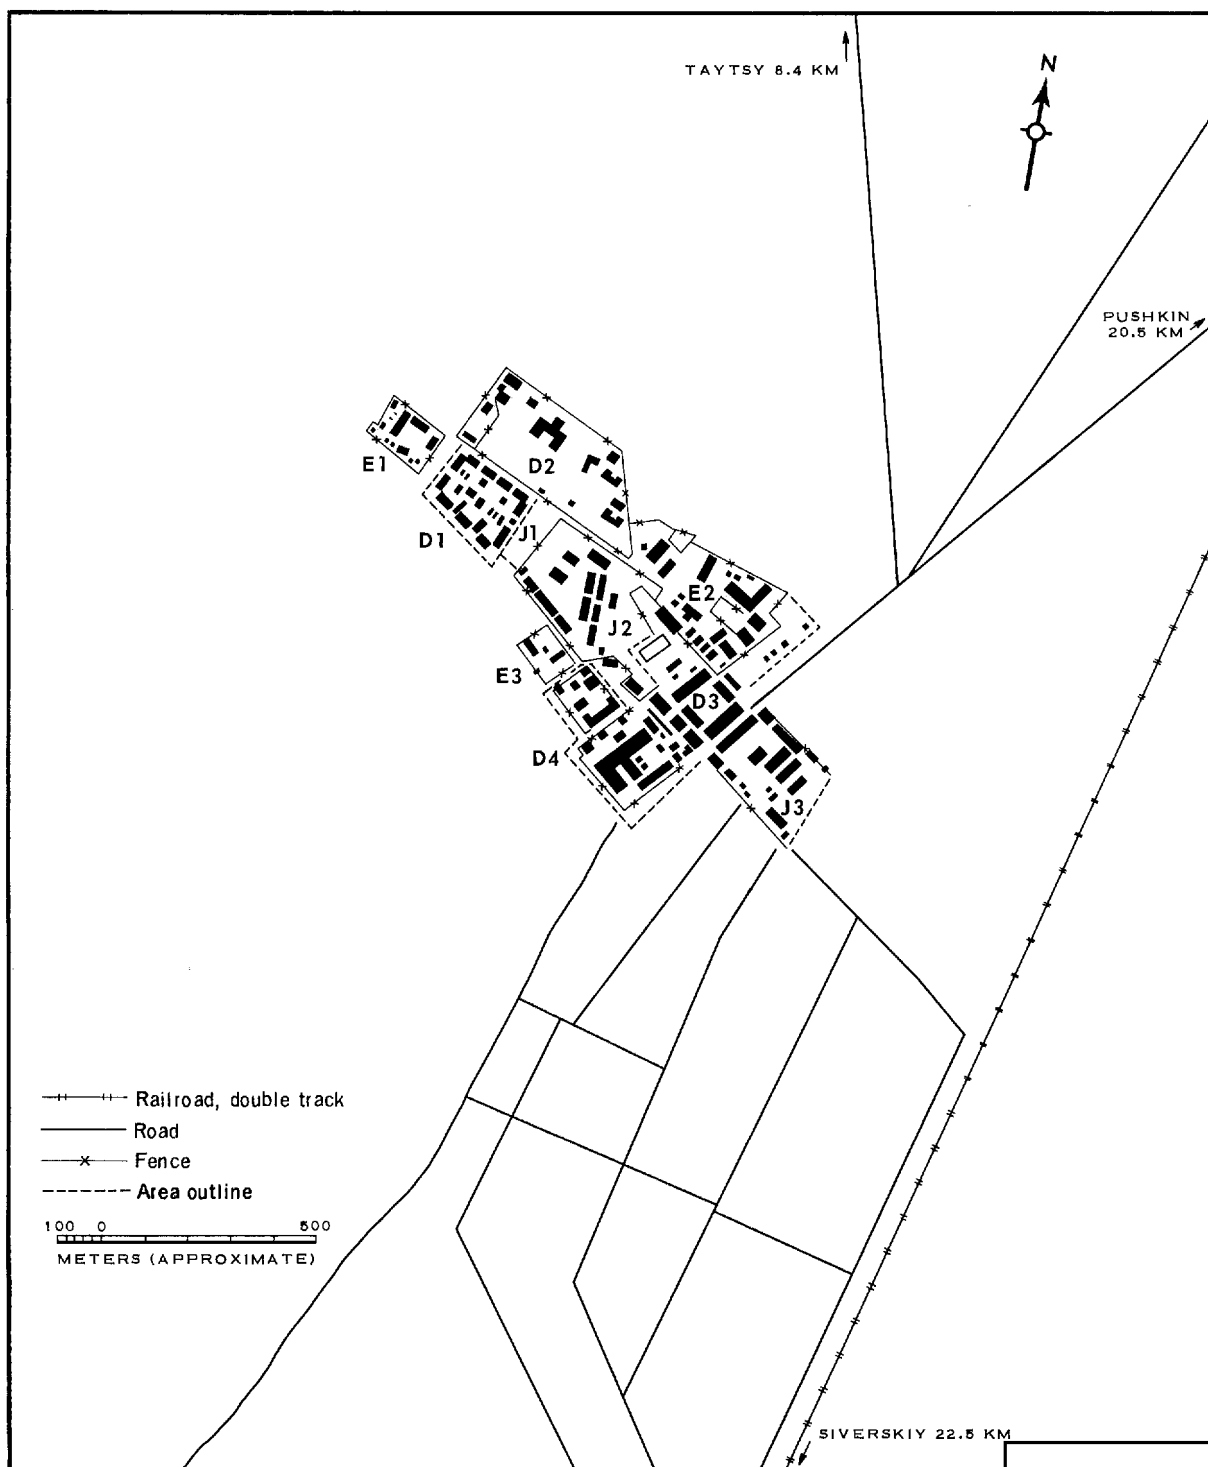 TAYTSY 8.4 KM
N
PUSHKIN
20.5 KM
E1
D2
D1
J1
E2
J2
E3
D3
D4
J3
Railroad, double track
Road
Fence
Area outline
100 0 500
METERS (APPROXIMATE)
SIVERSKIY 22.5 KM